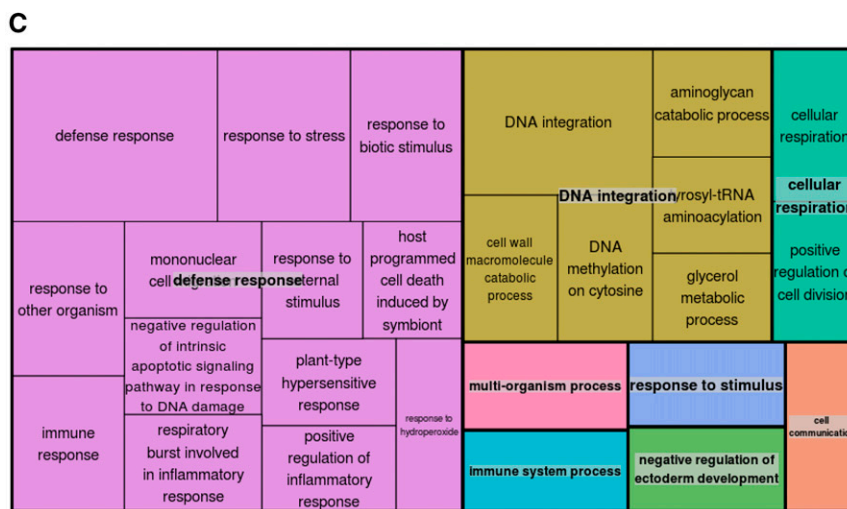 C
defense response
response to stress
response to
biotic stimulus
DNA integration
aminoglycan
catabolic process
cellular
respiration
response to
other organism
mononuclear
cell
defense response
response to
stimulus
host
programmed
cell death
induced by
symbiont
cell wall
macromolecule
catabolic
process
DNA integration
DNA
methylation
on cytosine
aminoacylation
glycerol
metabolic
process
cellular
respiration
positive
regulation
cell division
negative regulation
of intrinsic
apoptotic signaling
pathway in response
to DNA damage
plant-type
hypersensitive
response
response to
hydroperoxide
immune
response
respiratory
burst involved
in inflammatory
response
positive
regulation of
inflammatory
response
multi-organism process
response to stimulus
cell
immune system process
negative regulation of
ectoderm development